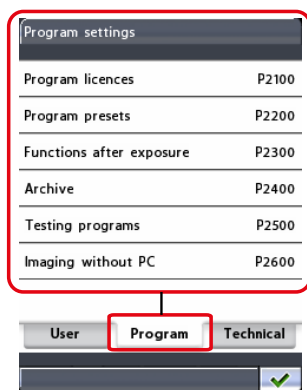 Program settings
Program licences P2100
Program presets P2200
Functions after exposure P2300
Archive P2400
Testing programs P2500
Imaging without PC P2600
User Program Technical